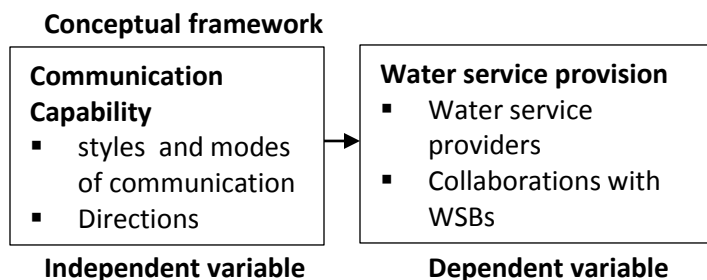 Conceptual framework
Communication
Capability
▪ styles and modes
of communication
▪ Directions
Water service provision
▪ Water service
providers
▪ Collaborations with
WSBs
Independent variable
Dependent variable